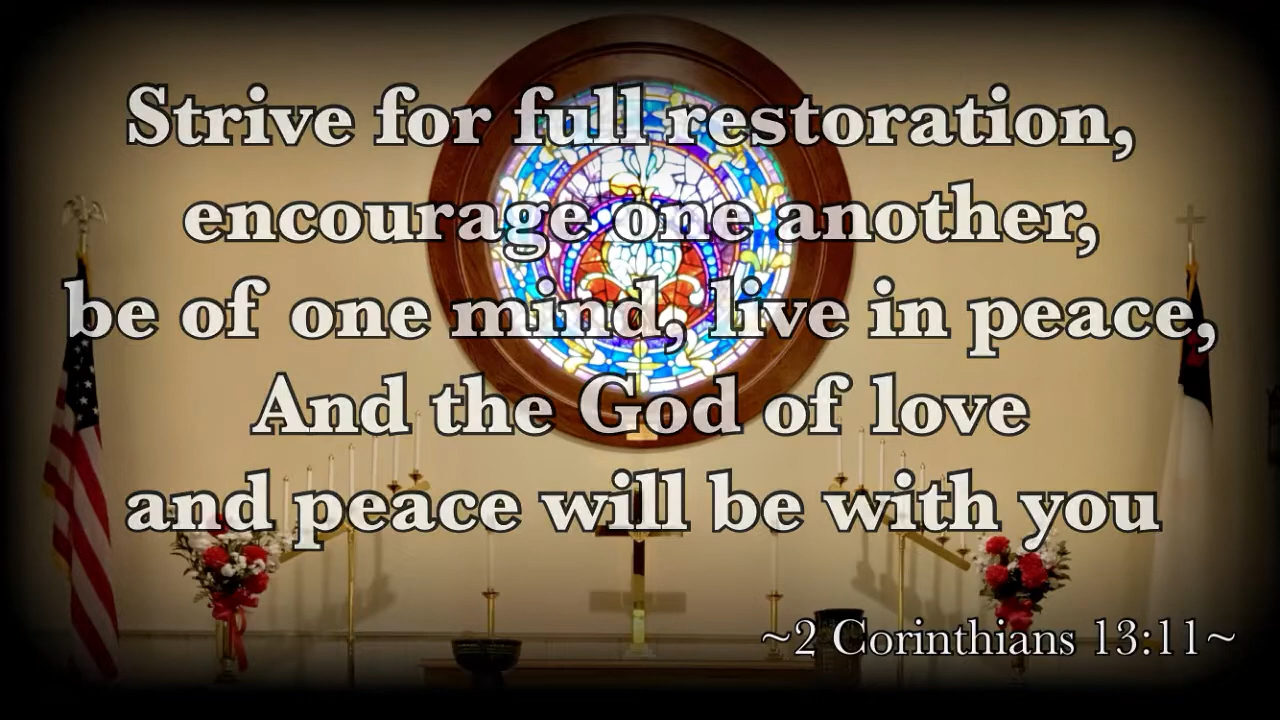 Strive for full restoration,
encourage one another,
be of one mind, live in peace,
And the God of love
and peace will be with you
~2 Corinthians 13:11~